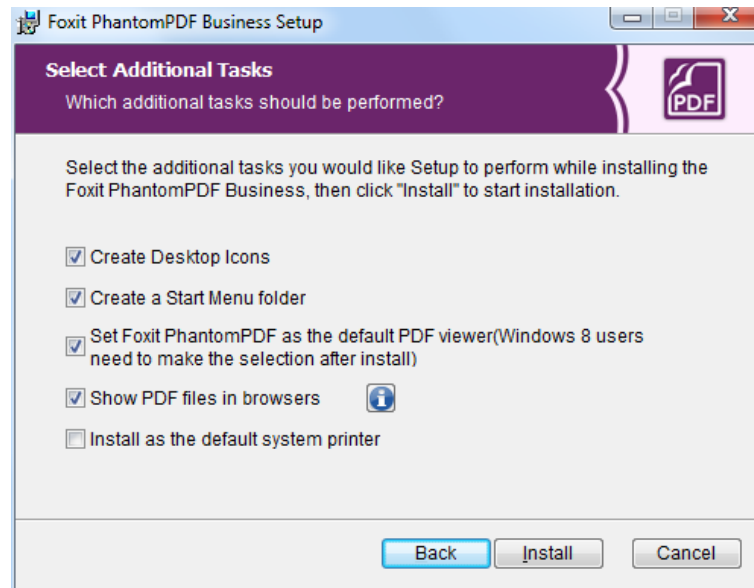 Foxit PhantomPDF Business Setup
Select Additional Tasks
Which additional tasks should be performed?
PDF
Select the additional tasks you would like Setup to perform while installing the
Foxit PhantomPDF Business, then click "Install" to start installation.
Create Desktop Icons
Create a Start Menu folder
Set Foxit PhantomPDF as the default PDF viewer(Windows 8 users
need to make the selection after install)
Show PDF files in browsers
Install as the default system printer
Back
Install
Cancel